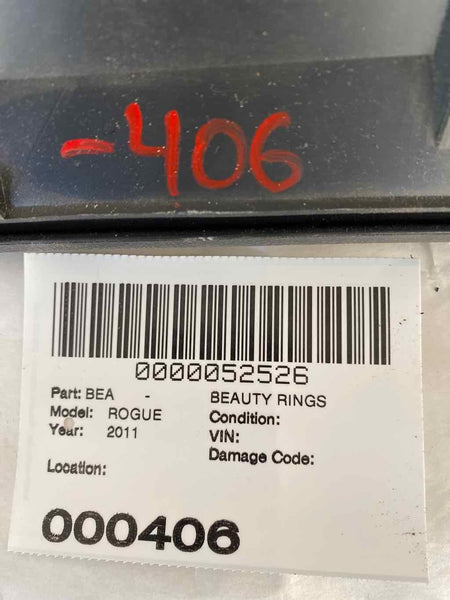 -406
0000052526
Part: BEA - BEAUTY RINGS
Model: ROGUE Condition:
Year: 2011 VIN:
Damage Code:
Location:
000406